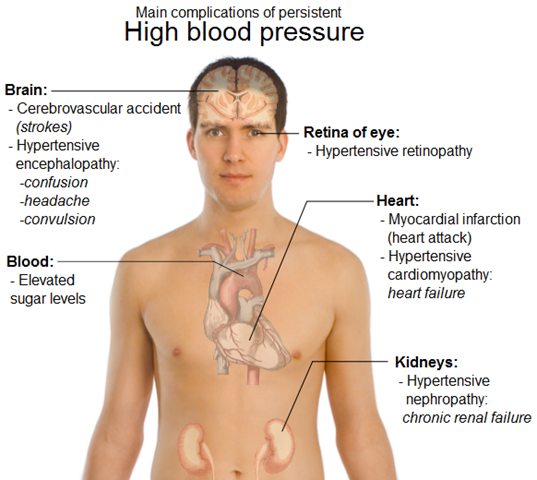 Main complications of persistent
High blood pressure
Brain:
- Cerebrovascular accident
(strokes)
- Hypertensive
encephalopathy:
-confusion
-headache
-convulsion
Retina of eye:
- Hypertensive retinopathy
Heart:
- Myocardial infarction
(heart attack)
- Hypertensive
cardiomyopathy:
heart failure
Blood:
- Elevated
sugar levels
Kidneys:
- Hypertensive
nephropathy:
chronic renal failure